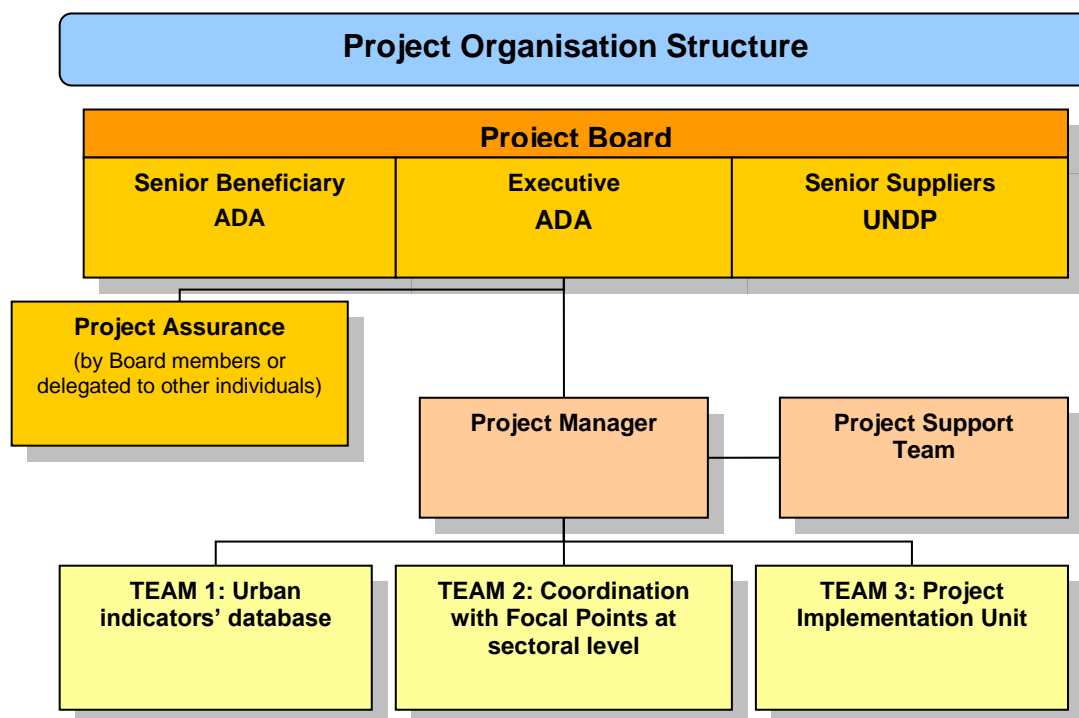 Project Organisation Structure
Project Board
Senior Beneficiary
ADA
Executive
ADA
Senior Suppliers
UNDP
Project Assurance
(by Board members or
delegated to other individuals)
Project Manager
Project Support
Team
TEAM 1: Urban
indicators’ database
TEAM 2: Coordination
with Focal Points at
sectoral level
TEAM 3: Project
Implementation Unit